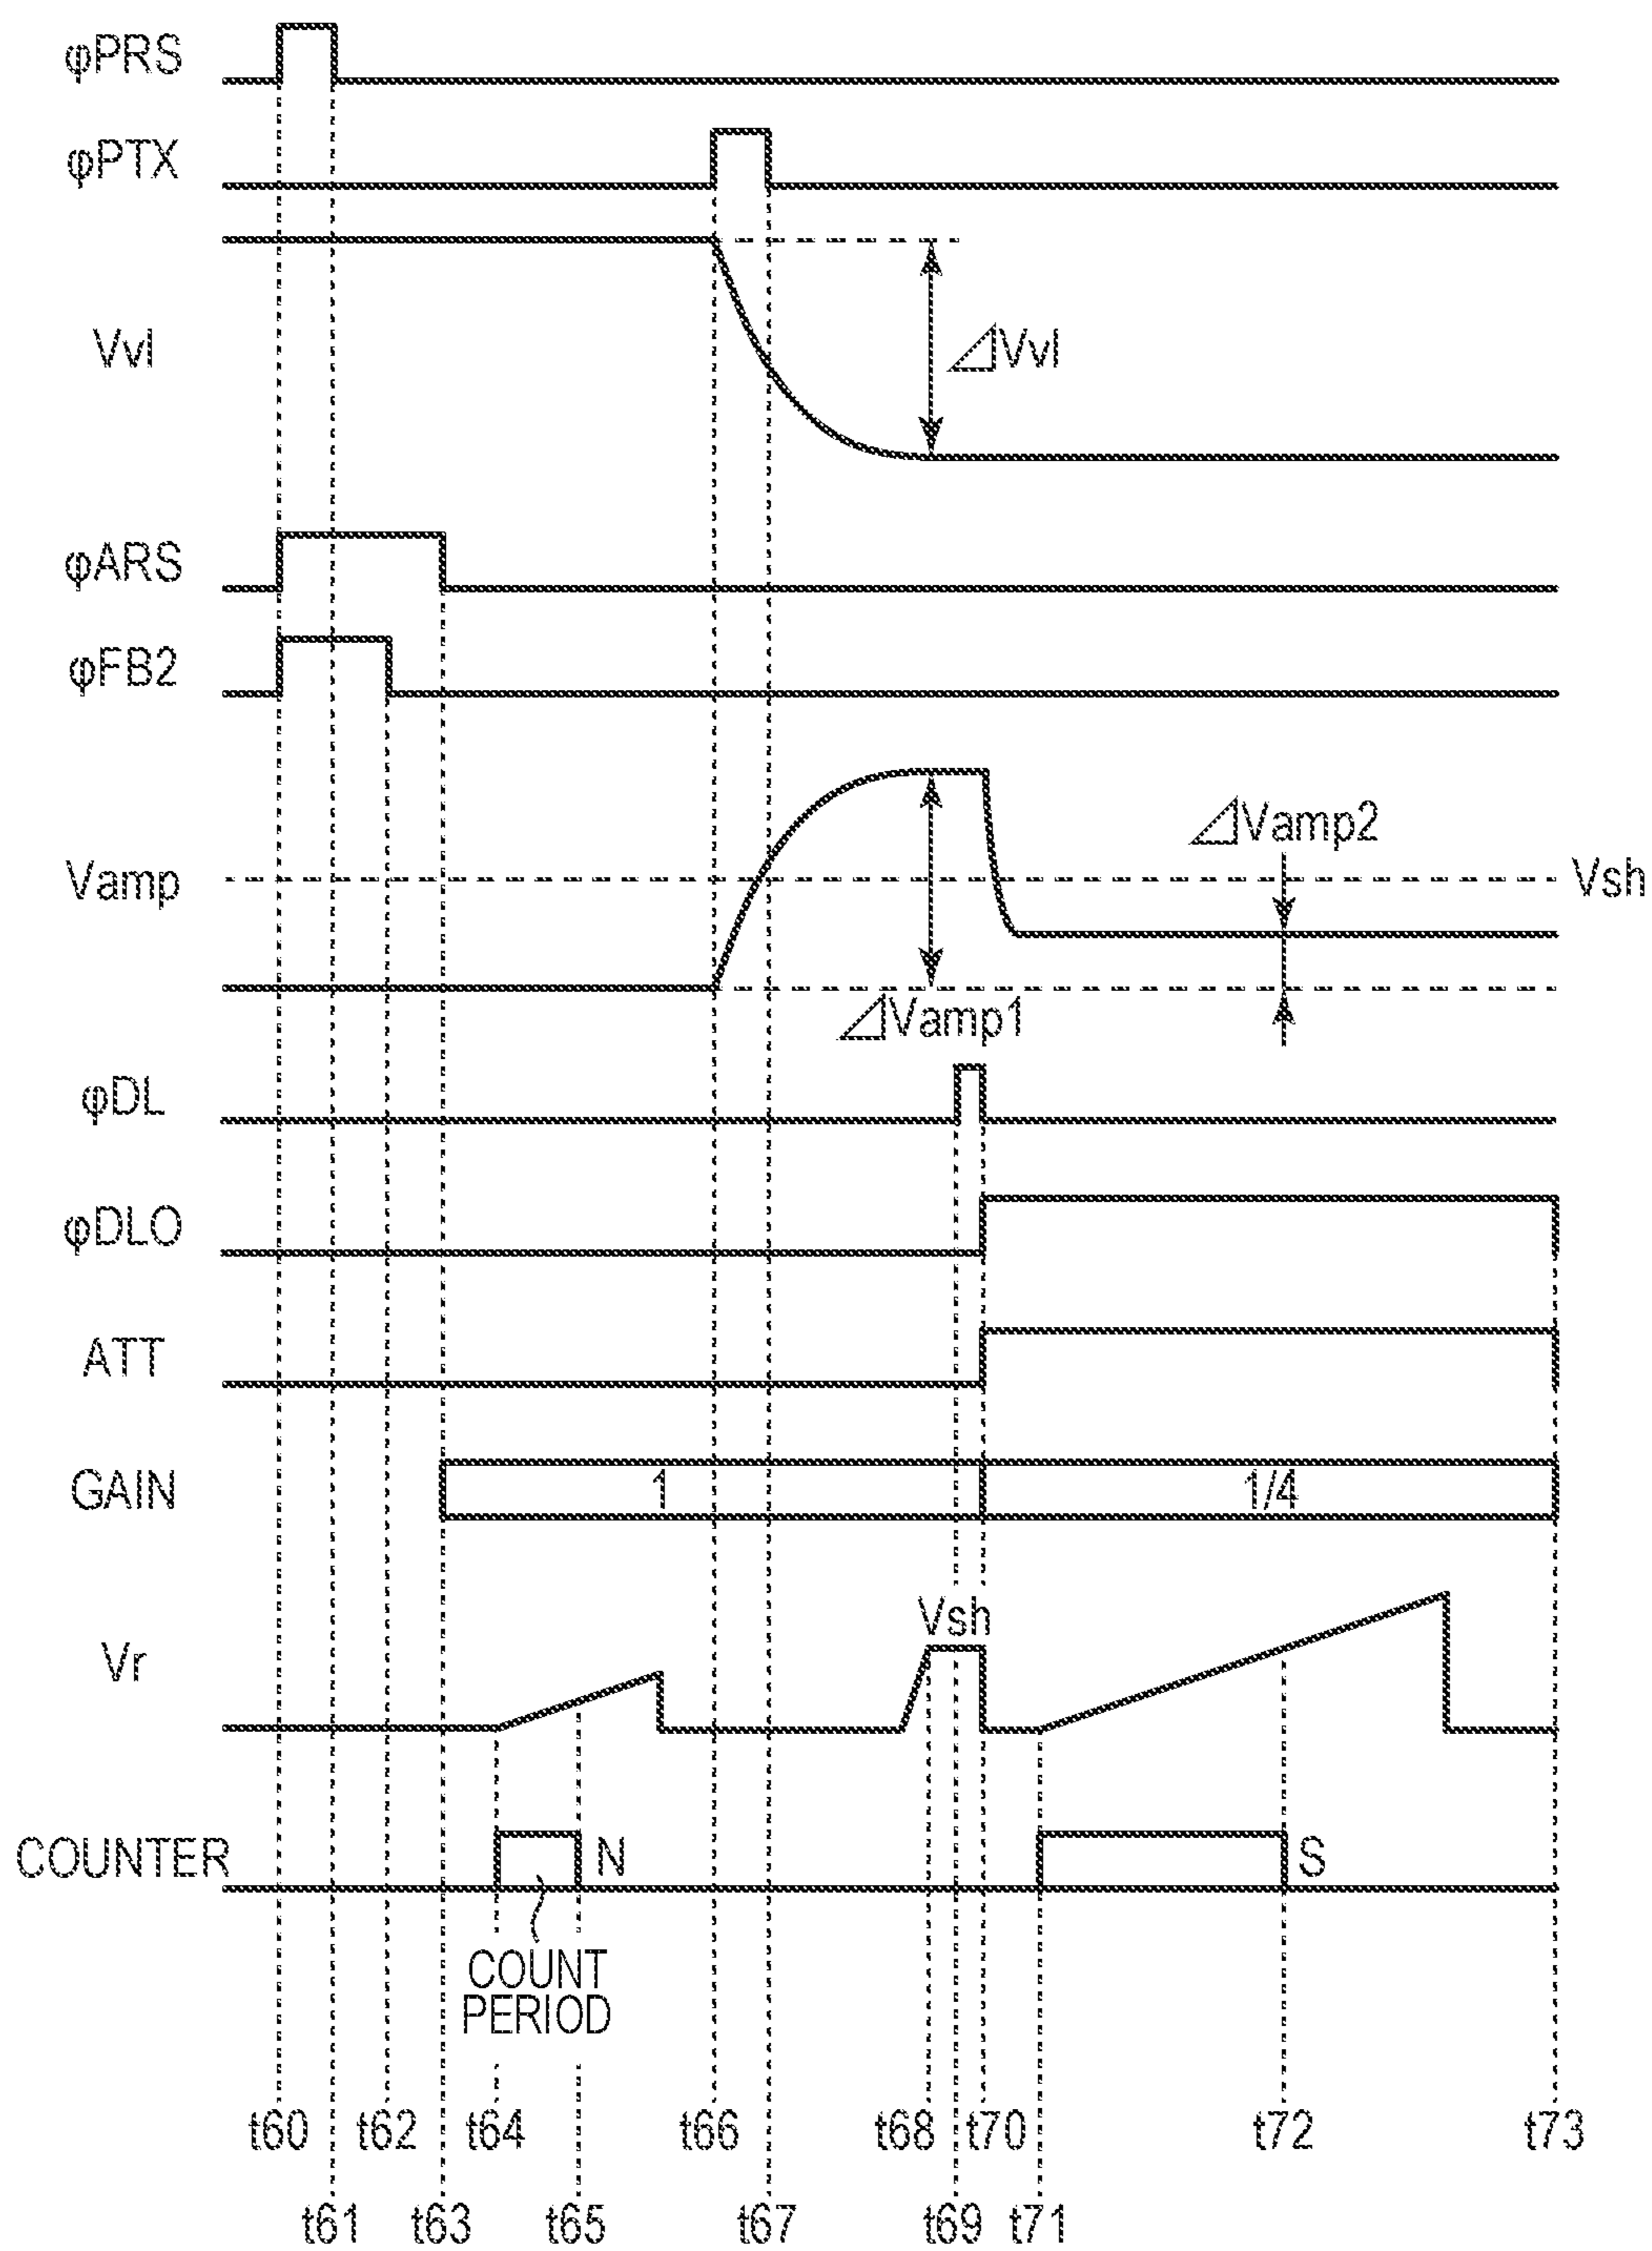 φPRS
φPTX
Vvl
⊿Vvl
φARS
φFB2
Vamp
⊿Vamp2
Vsh
⊿Vamp1
φDL
φDLO
ATT
GAIN
1
1/4
Vr
Vsh
COUNTER
N
S
COUNT
PERIOD
t60
t62
t64
t66
t68
t70
t72
t73
t61
t63
t65
t67
t69
t71